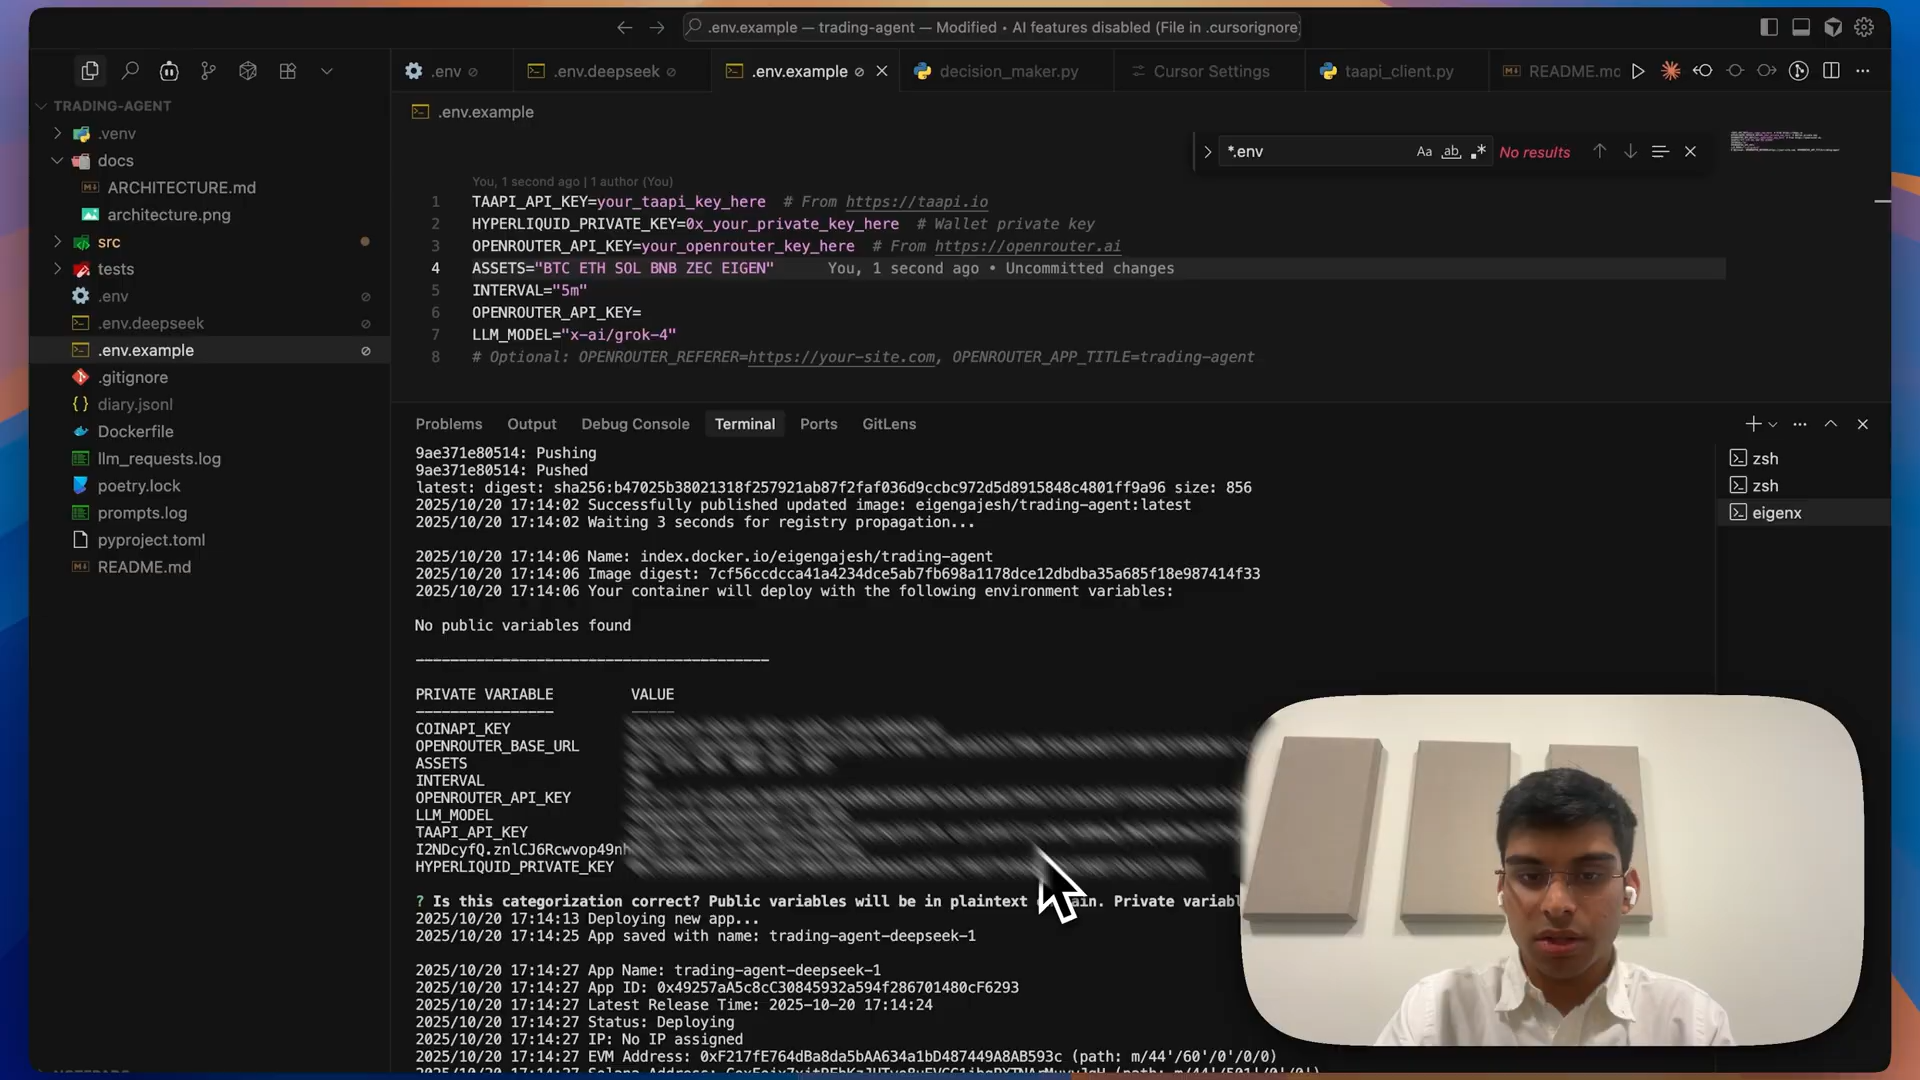 .env.example — trading-agent — Modified • AI features disabled (File in .cursorignore)
.env
.env.deepseek
.env.example
decision_maker.py
Cursor Settings
taapi_client.py
README.mc
TRADING-AGENT
.venv
docs
ARCHITECTURE.md
architecture.png
src
tests
.env
.env.deepseek
.env.example
.gitignore
diary.jsonl
Dockerfile
llm_requests.log
poetry.lock
prompts.log
pyproject.toml
README.md
.env.example
*.env
Aa
ab
No results
You, 1 second ago | 1 author (You)
1 TAAPI_API_KEY=your_taapi_key_here # From https://taapi.io
2 HYPERLIQUID_PRIVATE_KEY=0x_your_private_key_here # Wallet private key
3 OPENROUTER_API_KEY=your_openrouter_key_here # From https://openrouter.ai
4 ASSETS="BTC ETH SOL BNB ZEC EIGEN" You, 1 second ago • Uncommitted changes
5 INTERVAL="5m"
6 OPENROUTER_API_KEY=
7 LLM_MODEL="x-ai/grok-4"
8 # Optional: OPENROUTER_REFERER=https://your-site.com, OPENROUTER_APP_TITLE=trading-agent
Problems Output Debug Console Terminal Ports GitLens
zsh
zsh
eigenx
9ae371e80514: Pushing
9ae371e80514: Pushed
latest: digest: sha256:b47025b38021318f257921ab87f2faf036d9ccbc972d5d8915848c4801ff9a96 size: 856
2025/10/20 17:14:02 Successfully published updated image: eigengajesh/trading-agent:latest
2025/10/20 17:14:02 Waiting 3 seconds for registry propagation...
2025/10/20 17:14:06 Name: index.docker.io/eigengajesh/trading-agent
2025/10/20 17:14:06 Image digest: 7cf56ccdcca41a4234dce5ab7fb698a1178dce12dbdba35a685f18e987414f33
2025/10/20 17:14:06 Your container will deploy with the following environment variables:
No public variables found
-----------------------------------------
PRIVATE VARIABLE VALUE
---------------- -----
COINAPI_KEY
OPENROUTER_BASE_URL
ASSETS
INTERVAL
OPENROUTER_API_KEY
LLM_MODEL
TAAPI_API_KEY
I2NDcyfQ.znlCJ6Rcwvop49n
HYPERLIQUID_PRIVATE_KEY
? Is this categorization correct? Public variables will be in plaintext Private variabl
2025/10/20 17:14:13 Deploying new app...
2025/10/20 17:14:25 App saved with name: trading-agent-deepseek-1
2025/10/20 17:14:27 App Name: trading-agent-deepseek-1
2025/10/20 17:14:27 App ID: 0x49257aA5c8cC30845932a594f286701480cF6293
2025/10/20 17:14:27 Latest Release Time: 2025-10-20 17:14:24
2025/10/20 17:14:27 Status: Deploying
2025/10/20 17:14:27 IP: No IP assigned
2025/10/20 17:14:27 EVM Address: 0xF217fE764dBa8da5bAA634a1bD487449A8AB593c (path: m/44'/60'/0'/0/0)